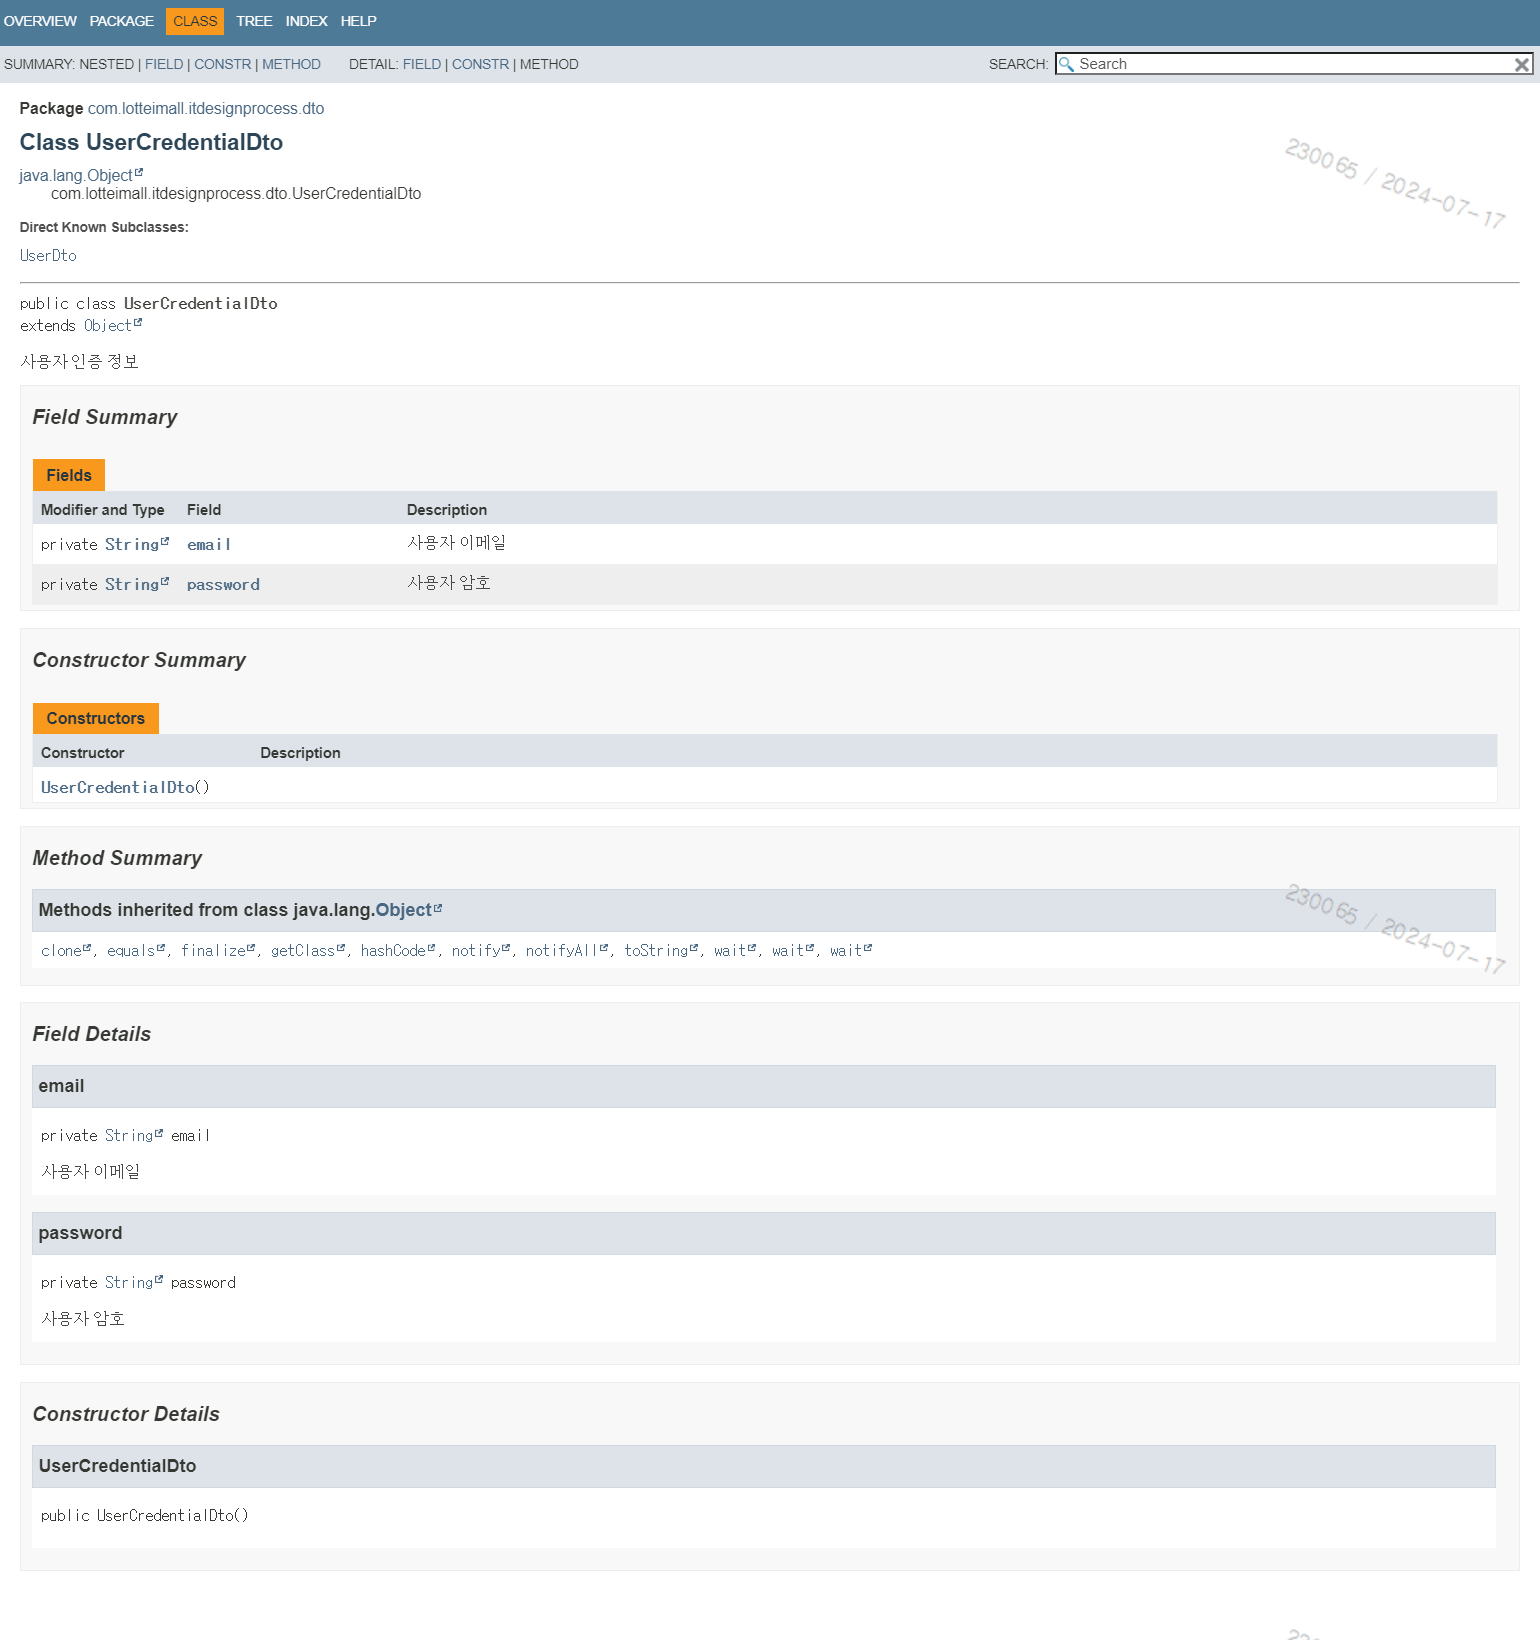 OVERVIEW PACKAGE CLASS TREE INDEX HELP
SUMMARY: NESTED | FIELD | CONSTR | METHOD DETAIL: FIELD | CONSTR | METHOD SEARCH: Search
Package com.lotteimall.itdesignprocess.dto
Class UserCredentialDto
230065 / 2024-07-17
java.lang.Object
com.lotteimall.itdesignprocess.dto.UserCredentialDto
Direct Known Subclasses:
UserDto
public class UserCredentialDto
extends Object
사용자 인증 정보
Field Summary
Fields
Modifier and Type Field Description
private String email 사용자 이메일
private String password 사용자 암호
Constructor Summary
Constructors
Constructor Description
UserCredentialDto()
Method Summary
Methods inherited from class java.lang.Object
230065 / 2024-07-17
clone, equals, finalize, getClass, hashCode, notify, notifyAll, toString, wait, wait, wait
Field Details
email
private String email
사용자 이메일
password
private String password
사용자 암호
Constructor Details
UserCredentialDto
public UserCredentialDto()